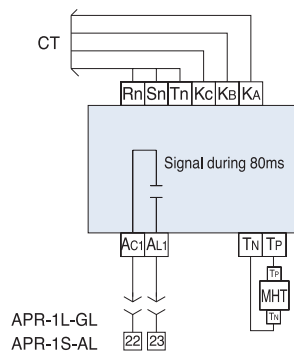 CT
Rn Sn Tn KC KB KA
Signal during 80ms
AC1 AL1 TN TP
TP
MHT
TN
APR-1L-GL
APR-1S-AL 22 23